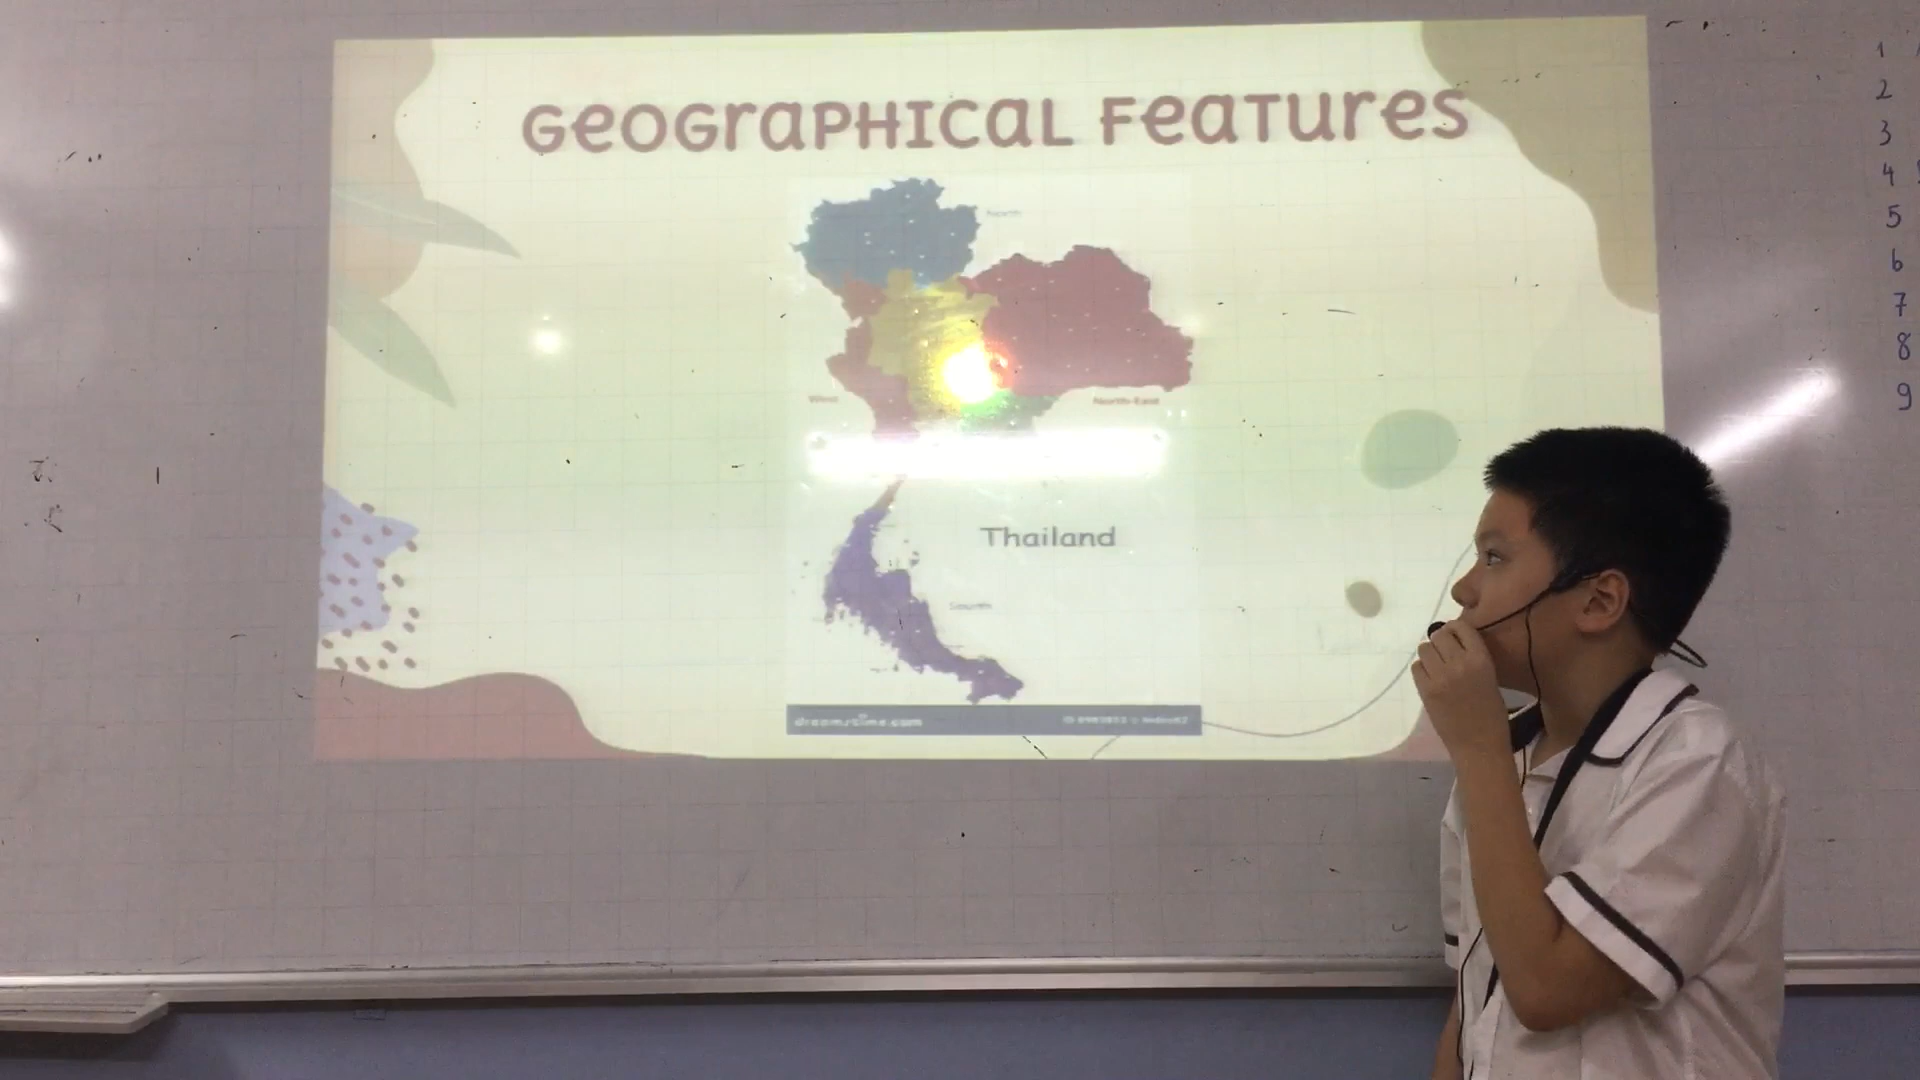 Geographical Features
North
West
North-East
Thailand
South
dreamstime.com
1
2
3
4
5
6
7
8
9